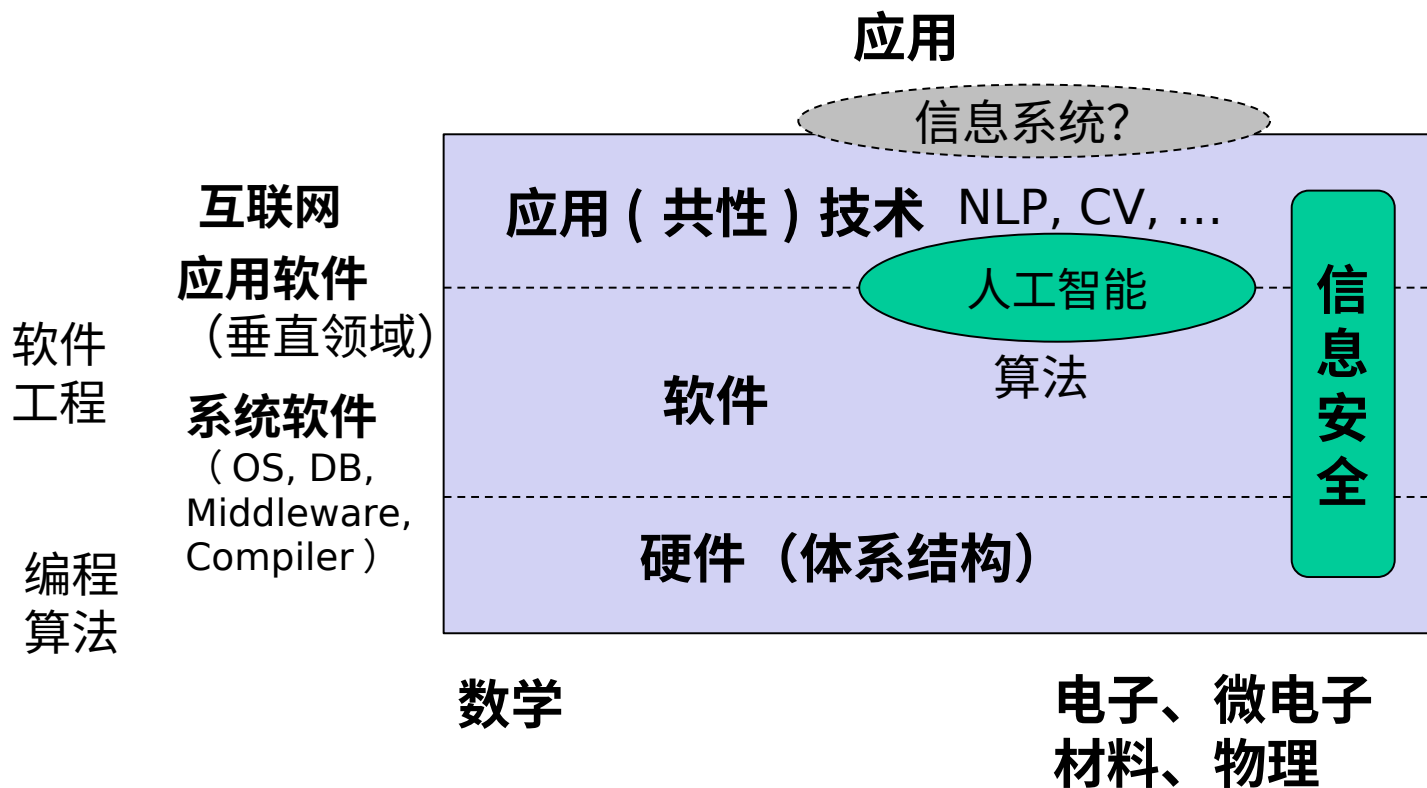 应用
信息系统?
互联网
应用(共性)技术
NLP, CV, …
应用软件
（垂直领域）
人工智能
信
息
安
全
软件
工程
算法
软件
系统软件
（OS, DB,
Middleware,
Compiler）
硬件（体系结构）
编程
算法
数学
电子、微电子
材料、物理